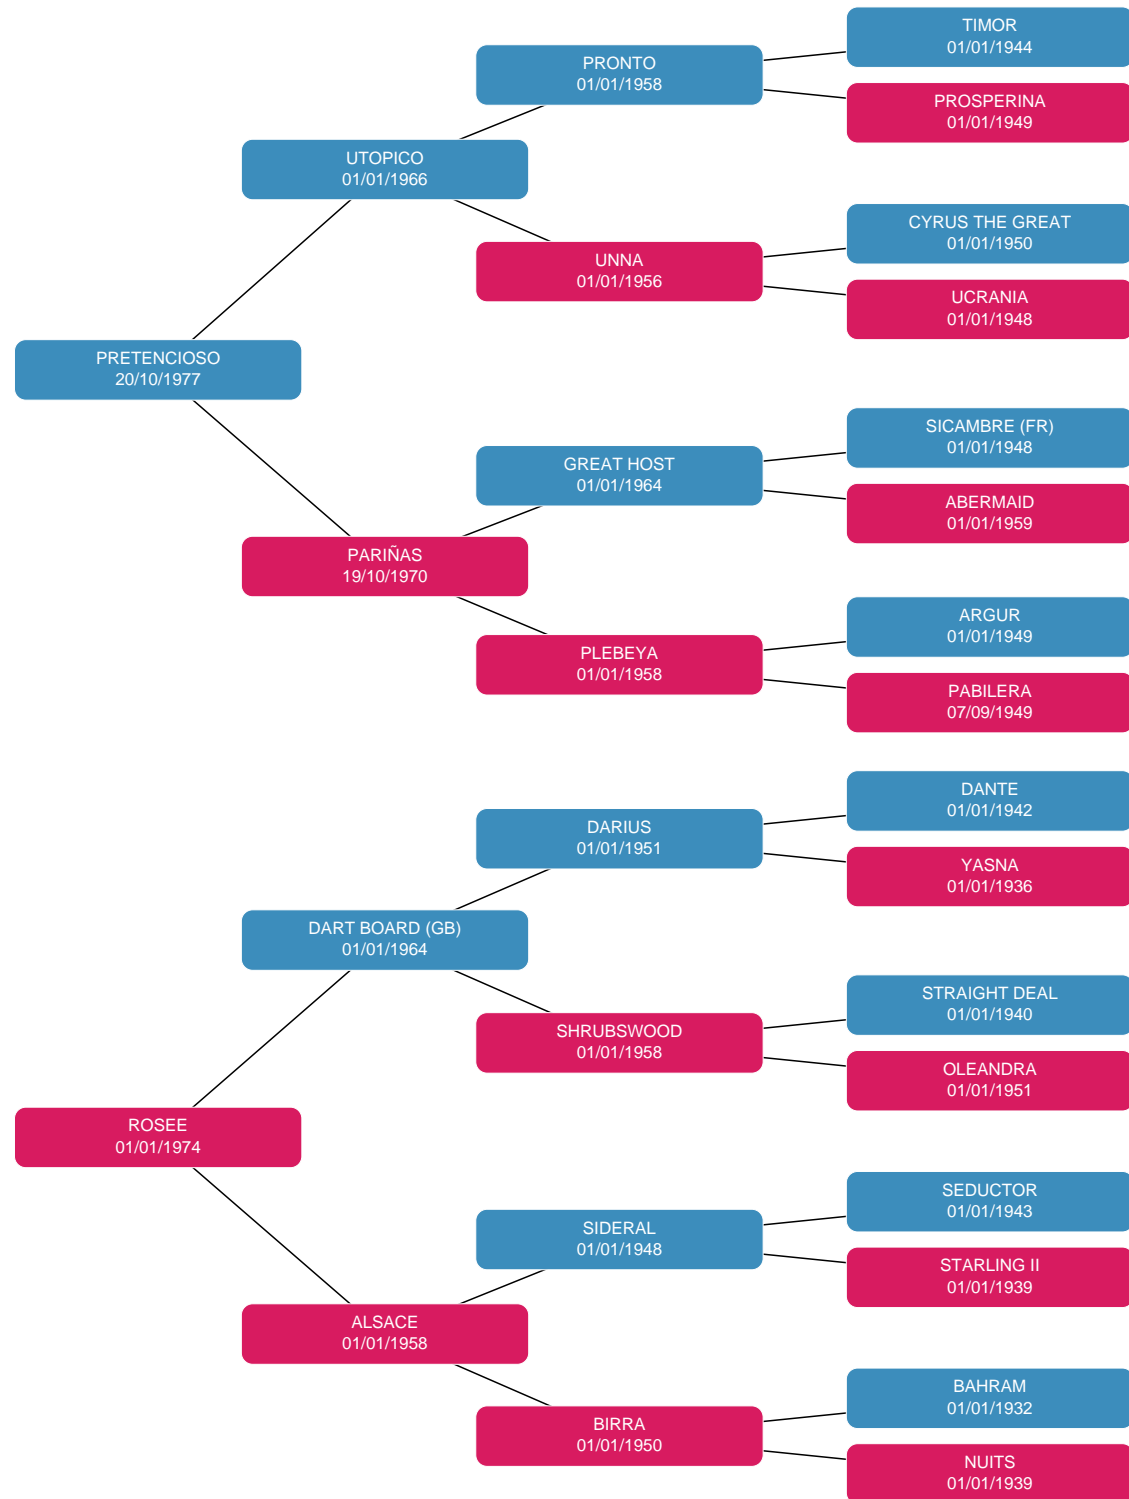 TIMOR
01/01/1944
PRONTO
01/01/1958
PROSPERINA
01/01/1949
UTOPICO
01/01/1966
CYRUS THE GREAT
01/01/1950
UNNA
01/01/1956
UCRANIA
01/01/1948
PRETENCIOSO
20/10/1977
SICAMBRE (FR)
01/01/1948
GREAT HOST
01/01/1964
ABERMAID
01/01/1959
PARIÑAS
19/10/1970
ARGUR
01/01/1949
PLEBEYA
01/01/1958
PABILERA
07/09/1949
DANTE
01/01/1942
DARIUS
01/01/1951
YASNA
01/01/1936
DART BOARD (GB)
01/01/1964
STRAIGHT DEAL
01/01/1940
SHRUBSWOOD
01/01/1958
OLEANDRA
01/01/1951
ROSEE
01/01/1974
SEDUCTOR
01/01/1943
SIDERAL
01/01/1948
STARLING II
01/01/1939
ALSACE
01/01/1958
BAHRAM
01/01/1932
BIRRA
01/01/1950
NUITS
01/01/1939